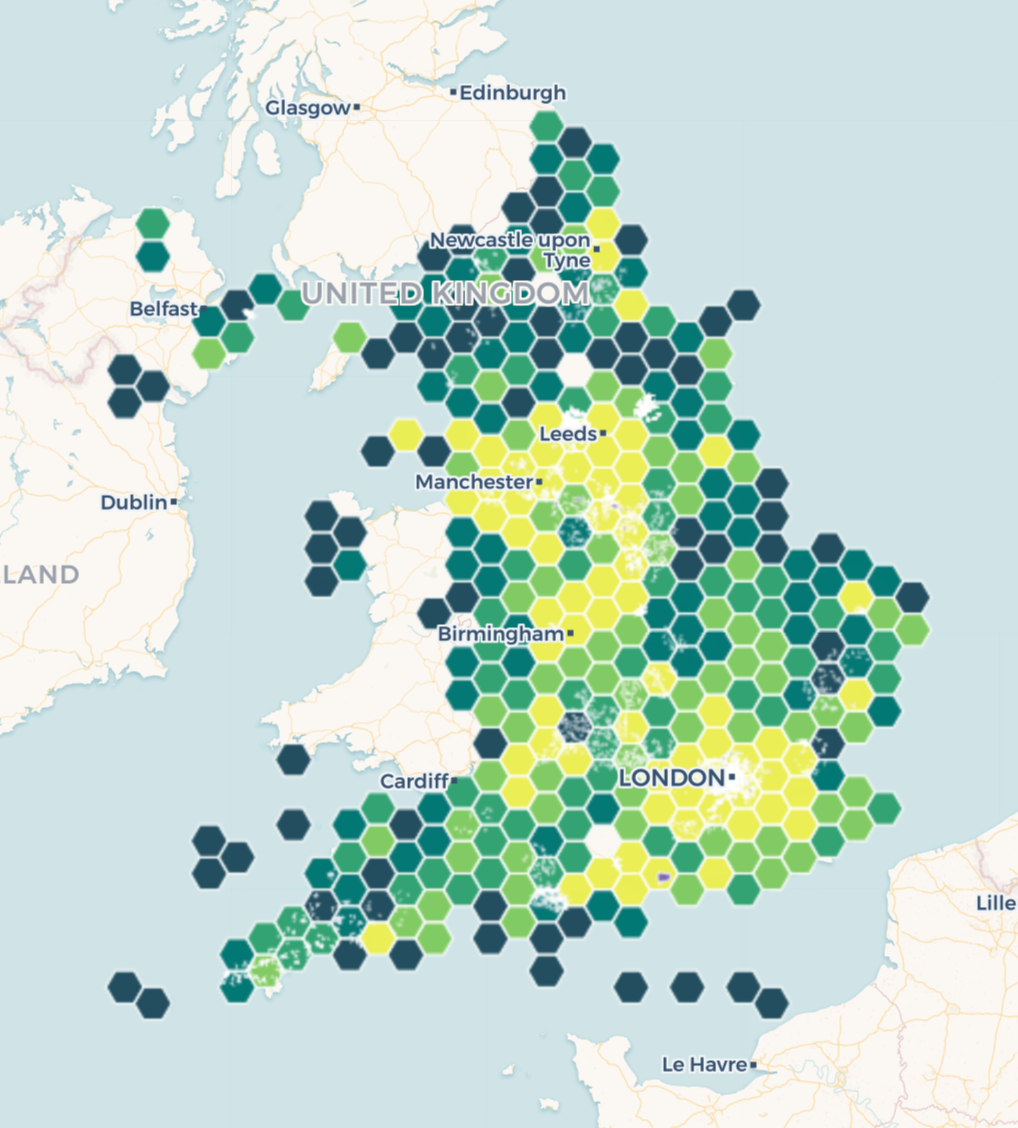 Edinburgh
Glasgow
Newcastle upon
Tyne
UNITED KINGDOM
Belfast
Leeds
Manchester
Dublin
LAND
Birmingham
LONDON
Cardiff
Lille
Le Havre